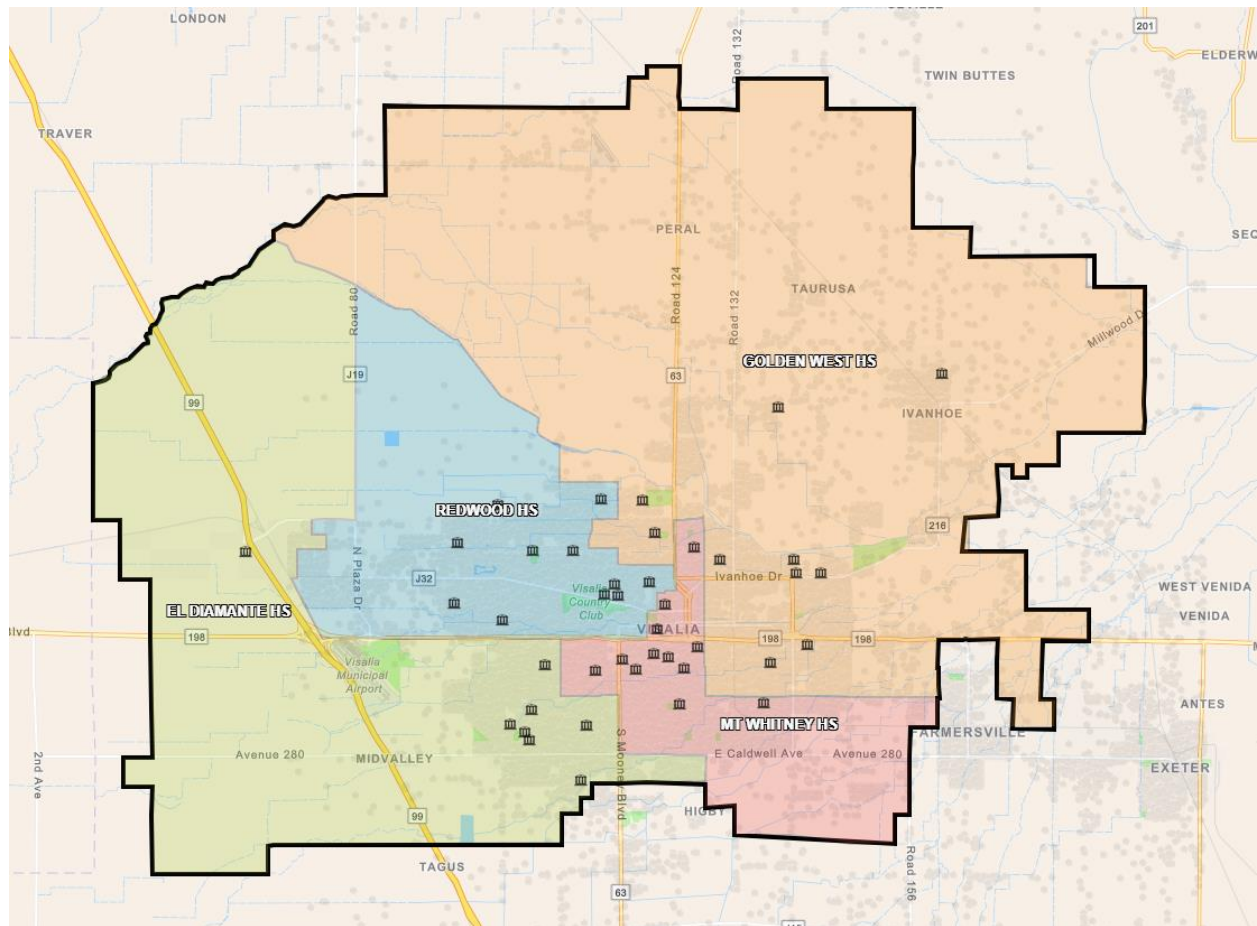 LONDON
Road 132
201
ELDERW
TWIN BUTTES
TRAVER
PERAL
SEC
Road 80
Road 124
Road 132
TAURUSA
Millwood D
GOLDEN WEST HS
J19
63
99
IVANHOE
REDWOOD HS
216
N Plaza Dr
J32
Ivanhoe Dr
Visalia
Country
Club
WEST VENIDA
VENIDA
EL DIAMANTE HS
Blvd
198
VISALIA
198
198
Visalia
Municipal
Airport
ANTES
MT WHITNEY HS
FARMERSVILLE
2nd Ave
Avenue 280
MIDVALLEY
S Mooney Blvd
E Caldwell Ave
Avenue 280
EXETER
99
HIGBY
TAGUS
63
Road 156